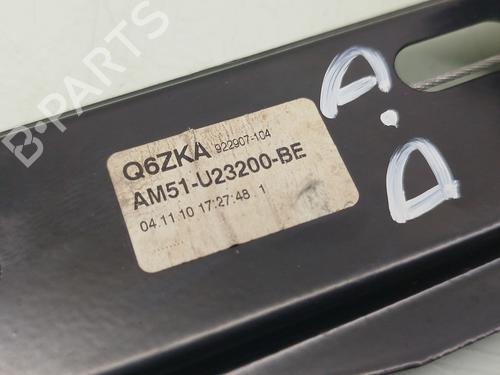 B-PARTS
Q6ZKA 922907-104
AM51-U23200-BE
04.11.10 17:27:48 1
D.D